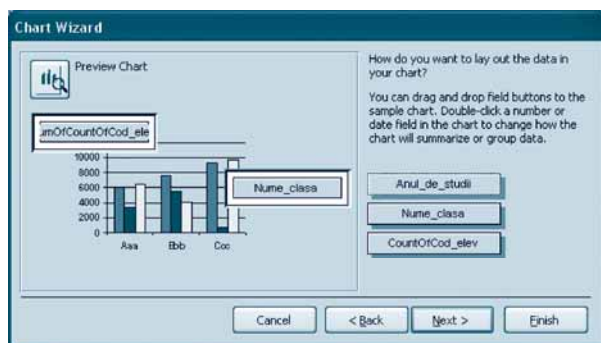 Chart Wizard
Preview Chart
umOfCountOfCod_ele
10000
8000
6000
4000
2000
0
Aaa
Bbb
Ccc
Nume_clasa
How do you want to lay out the data in
your chart?
You can drag and drop field buttons to the
sample chart. Double-click a number or
date field in the chart to change how the
chart will summarize or group data.
Anul_de_studii
Nume_clasa
CountOfCod_elev
Cancel
< Back
Next >
Finish